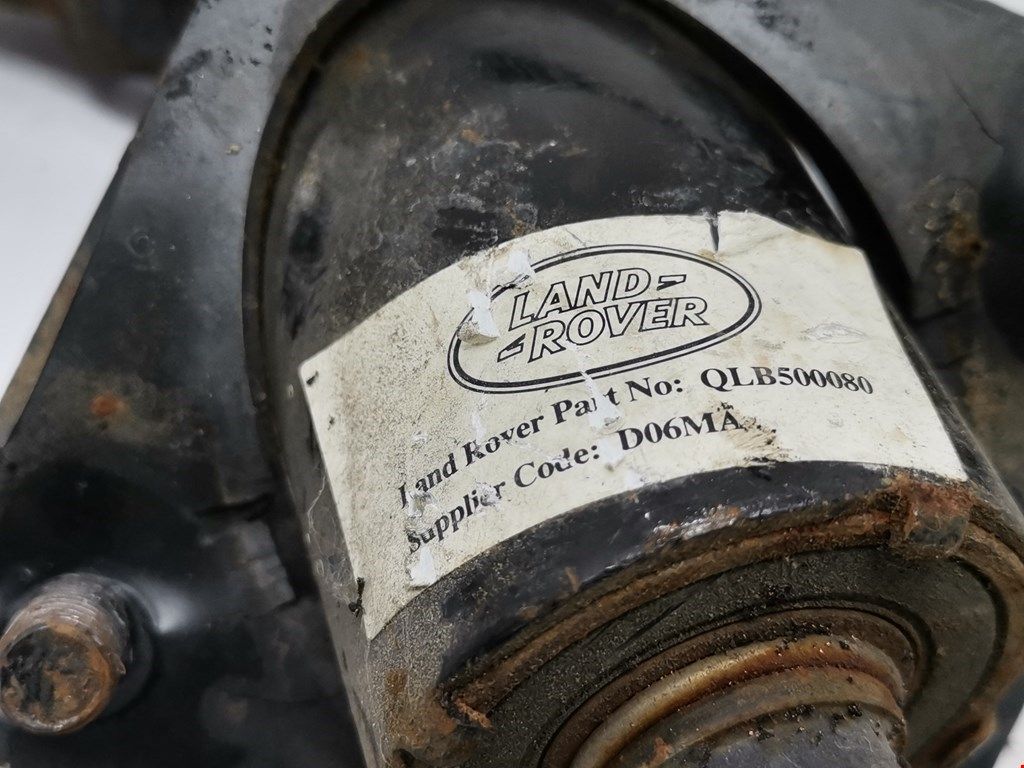 LAND-
-ROVER
Land Rover Part No: QLB500080
Supplier Code: D06MA